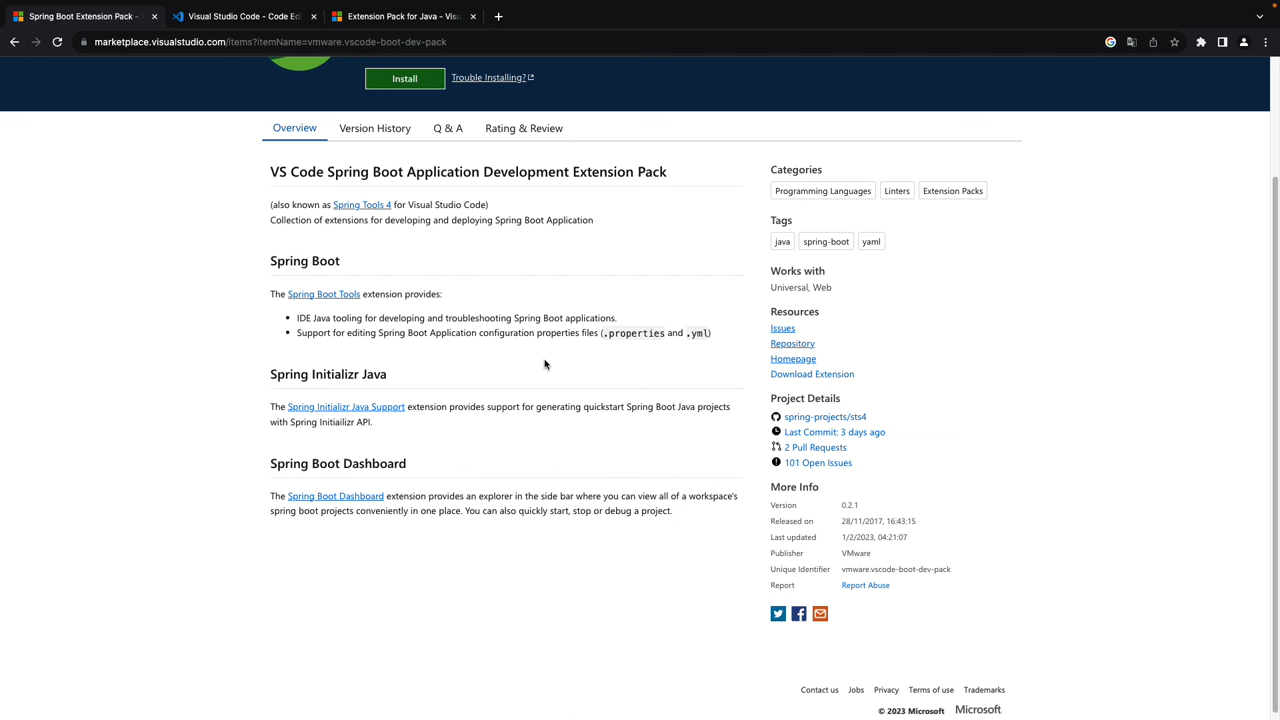 Spring Boot Extension Pack -
Visual Studio Code - Code Edi
Extension Pack for Java - Visu
marketplace.visualstudio.com/items?itemName=vmware.vscode-boot-dev-pack
Install
Trouble Installing?
Overview
Version History
Q & A
Rating & Review
VS Code Spring Boot Application Development Extension Pack
(also known as Spring Tools 4 for Visual Studio Code)
Collection of extensions for developing and deploying Spring Boot Application
Spring Boot
The Spring Boot Tools extension provides:
• IDE Java tooling for developing and troubleshooting Spring Boot applications.
• Support for editing Spring Boot Application configuration properties files (.properties and .yml)
Spring Initializr Java
The Spring Initializr Java Support extension provides support for generating quickstart Spring Boot Java projects
with Spring Initiailizr API.
Spring Boot Dashboard
The Spring Boot Dashboard extension provides an explorer in the side bar where you can view all of a workspace's
spring boot projects conveniently in one place. You can also quickly start, stop or debug a project.
Categories
Programming Languages
Linters
Extension Packs
Tags
java
spring-boot
yaml
Works with
Universal, Web
Resources
Issues
Repository
Homepage
Download Extension
Project Details
spring-projects/sts4
Last Commit: 3 days ago
2 Pull Requests
101 Open Issues
More Info
Version 0.2.1
Released on 28/11/2017, 16:43:15
Last updated 1/2/2023, 04:21:07
Publisher VMware
Unique Identifier vmware.vscode-boot-dev-pack
Report Report Abuse
Contact us Jobs Privacy Terms of use Trademarks
© 2023 Microsoft Microsoft